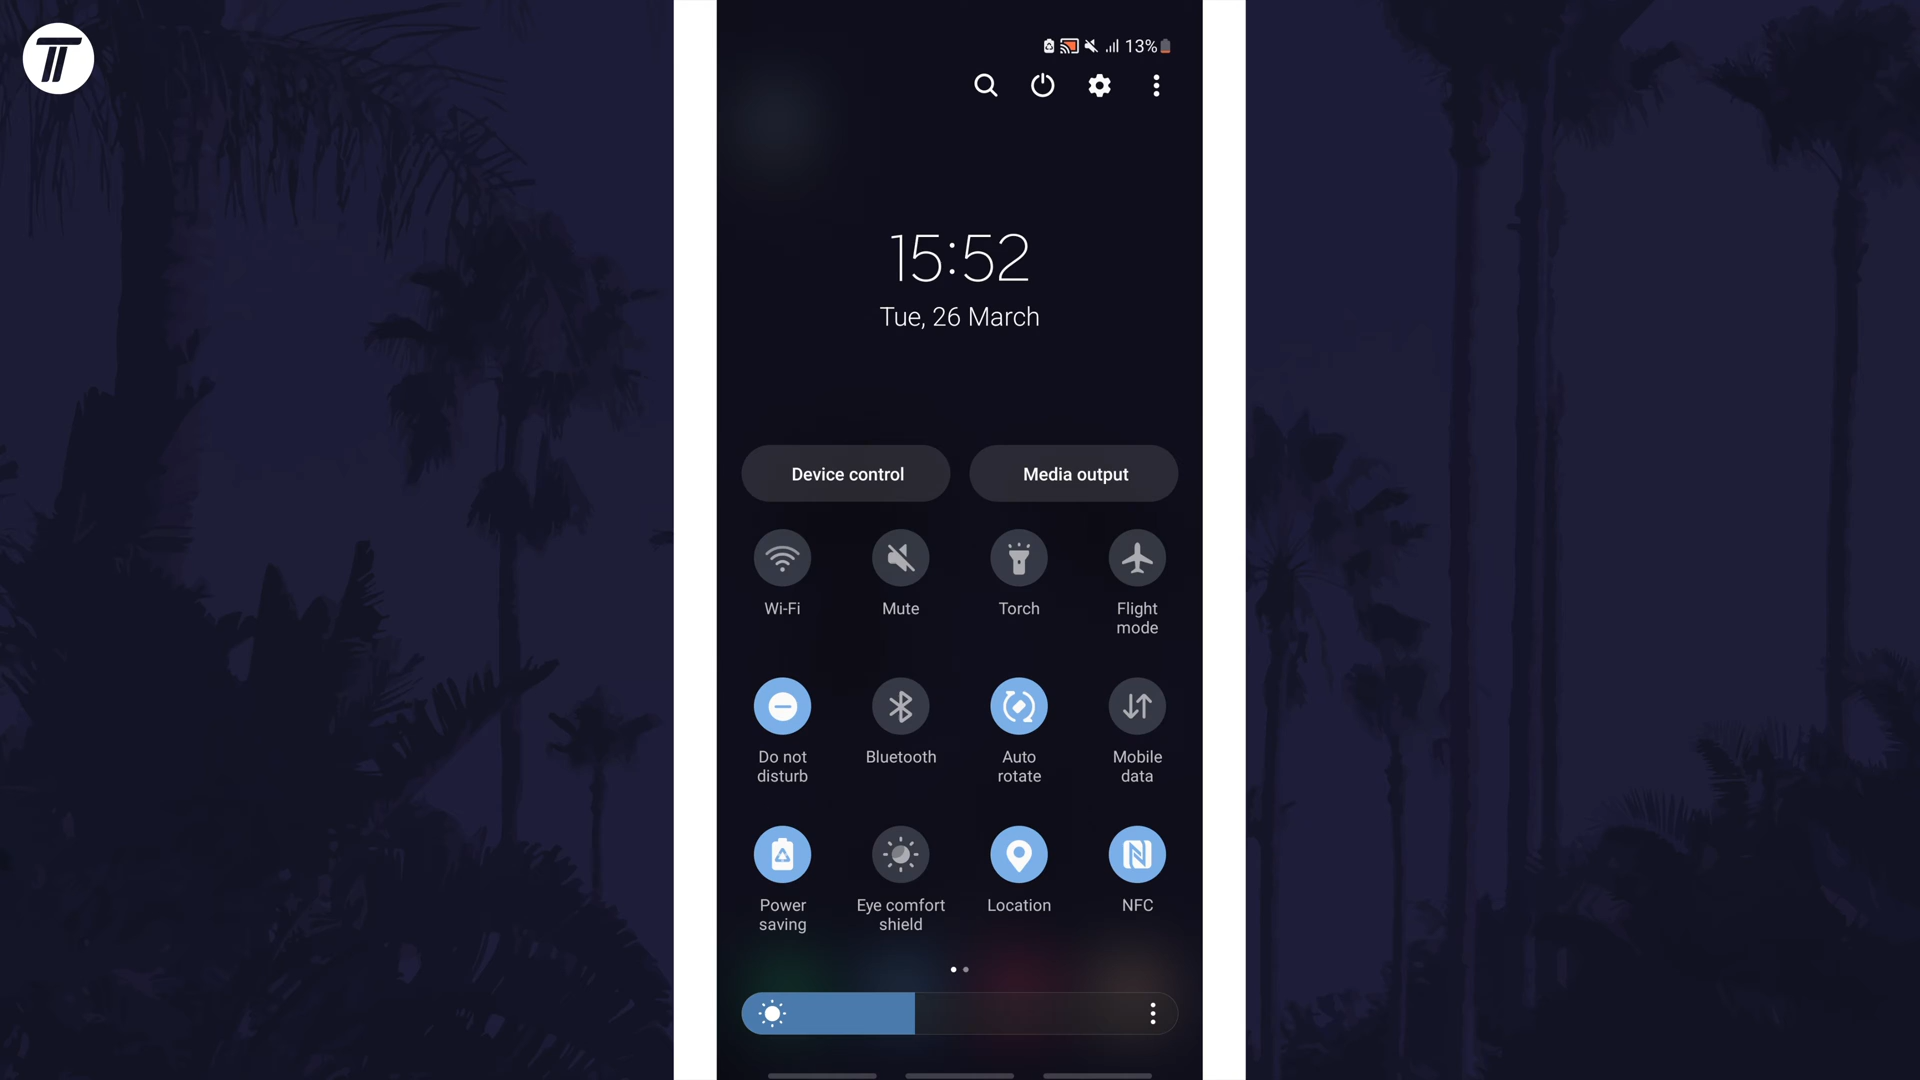 13%
15:52
Tue, 26 March
Device control
Media output
Wi-Fi
Mute
Torch
Flight
mode
Do not
disturb
Bluetooth
Auto
rotate
Mobile
data
Power
saving
Eye comfort
shield
Location
NFC